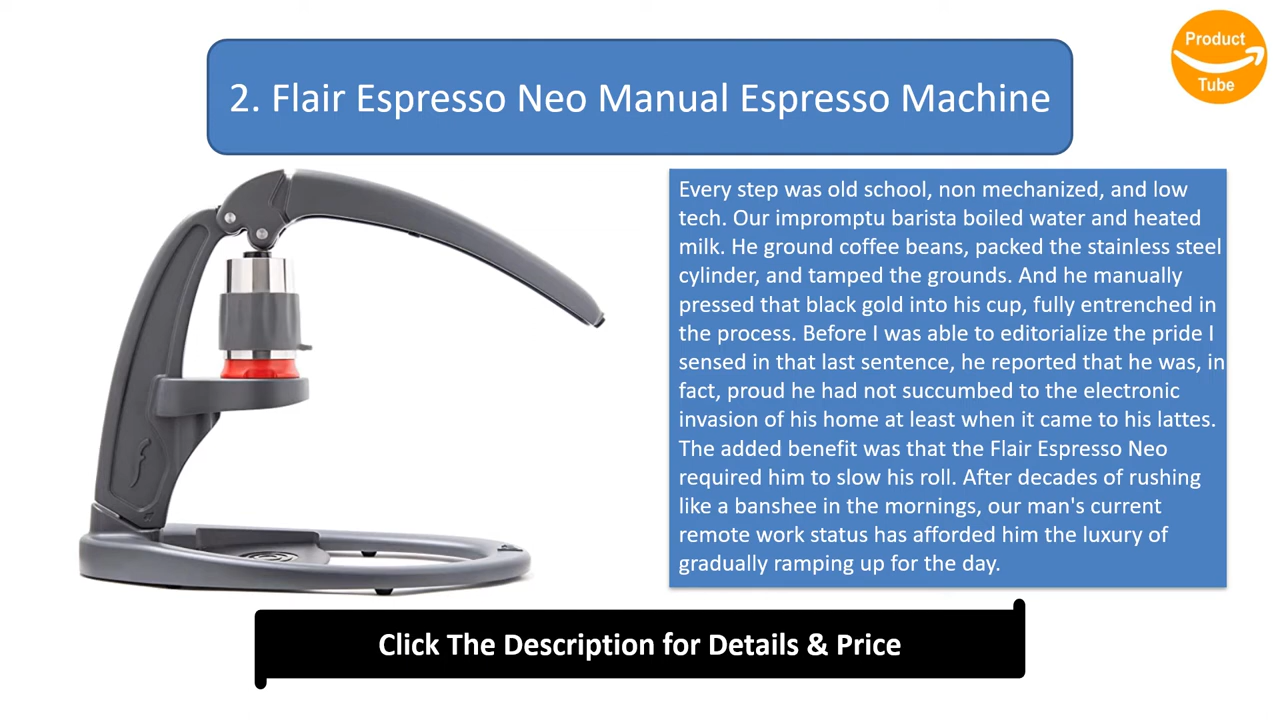 2. Flair Espresso Neo Manual Espresso Machine
Product
Tube
Every step was old school, non mechanized, and low
tech. Our impromptu barista boiled water and heated
milk. He ground coffee beans, packed the stainless steel
cylinder, and tamped the grounds. And he manually
pressed that black gold into his cup, fully entrenched in
the process. Before I was able to editorialize the pride I
sensed in that last sentence, he reported that he was, in
fact, proud he had not succumbed to the electronic
invasion of his home at least when it came to his lattes.
The added benefit was that the Flair Espresso Neo
required him to slow his roll. After decades of rushing
like a banshee in the mornings, our man's current
remote work status has afforded him the luxury of
gradually ramping up for the day.
Click The Description for Details & Price